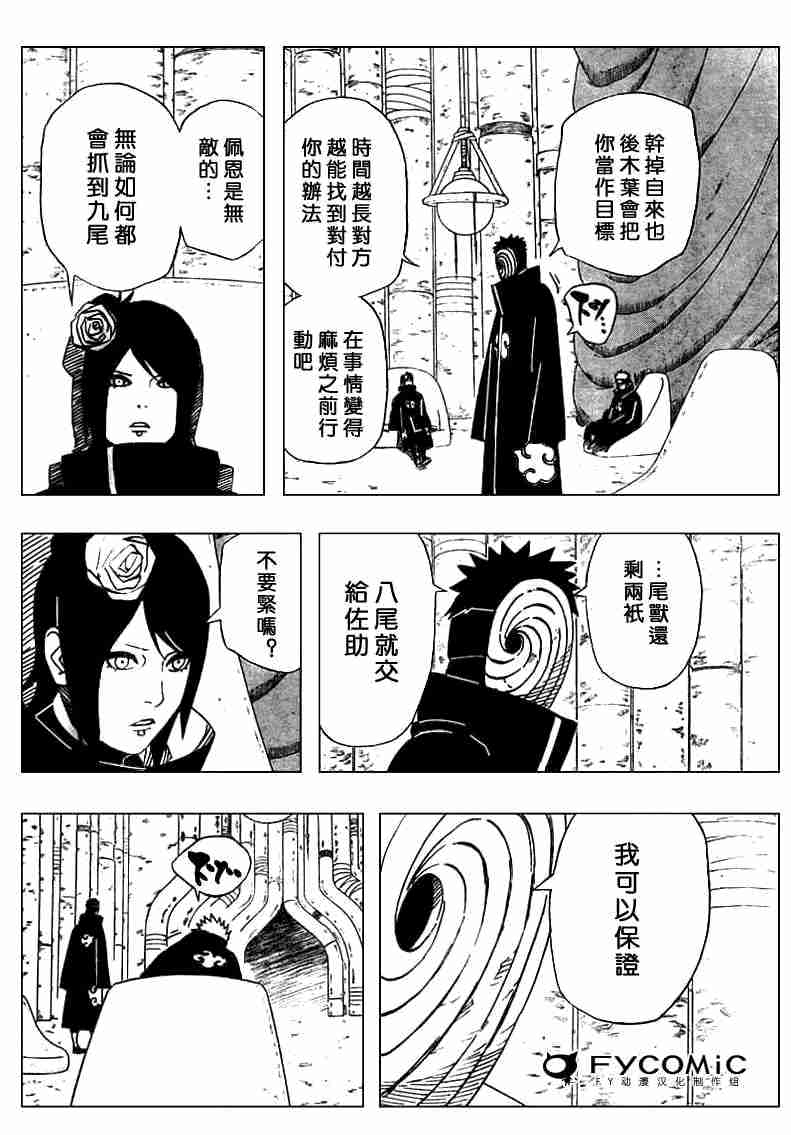 幹掉自來也
後木葉會把
你當作目標
時間越長對方
越能找到對付
你的辦法
在事情變得
麻煩之前行
動吧
佩恩是無
敵的…
無論如何都
會抓到九尾
…尾獸還
剩兩祇
八尾就交
給佐助
不要緊嗎？
我可以保證
FYCOMiC
FY动漫汉化制作组